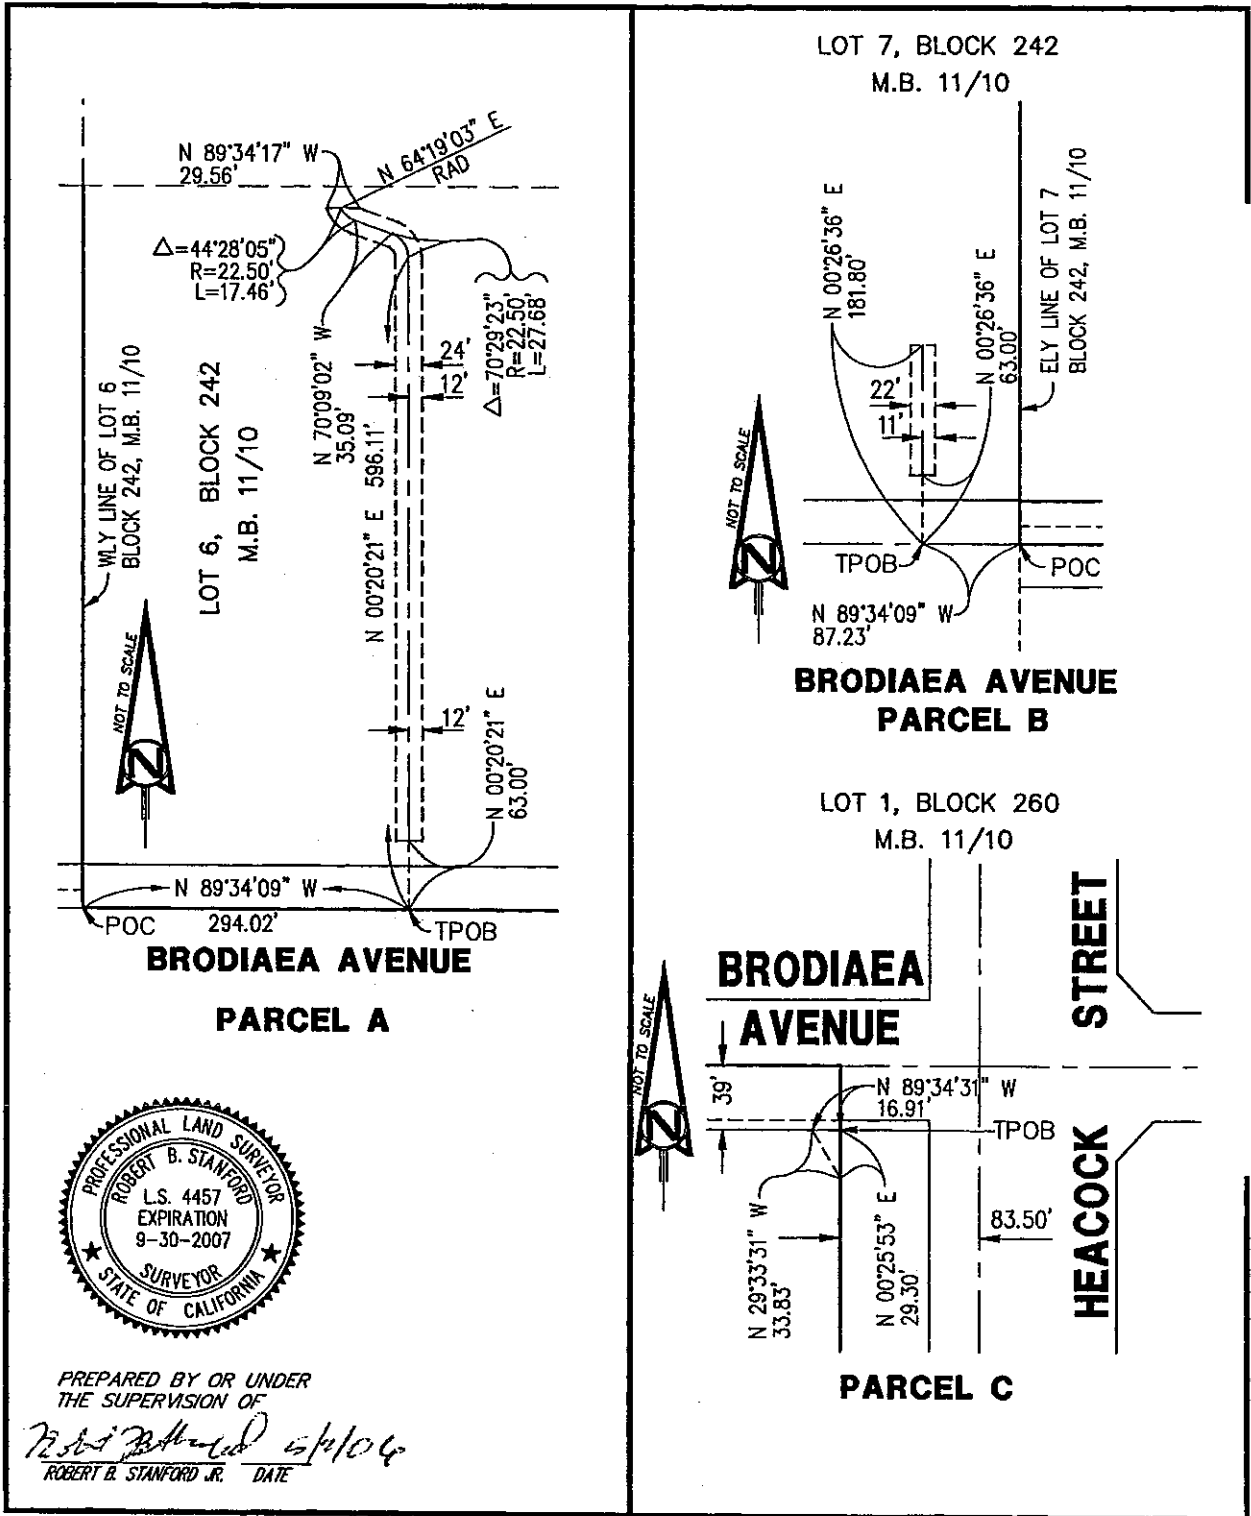 N 89°34'17" W
29.56'
N 64°19'03" E
RAD
△=44°28'05"
R=22.50'
L=17.46'
△=70°29'23"
R=22.50'
L=27.68'
N 70°09'02" W
35.09'
24'
12'
WLY LINE OF LOT 6
BLOCK 242, M.B. 11/10
LOT 6, BLOCK 242
M.B. 11/10
N 00°20'21" E 596.11'
12'
N 00°20'21" E
63.00'
NOT TO SCALE
N
N 89°34'09" W
294.02'
POC
TPOB
BRODIAEA AVENUE
PARCEL A
PROFESSIONAL LAND SURVEYOR
ROBERT B. STANFORD
L.S. 4457
EXPIRATION
9-30-2007
SURVEYOR
STATE OF CALIFORNIA
PREPARED BY OR UNDER
THE SUPERVISION OF
ROBERT B. STANFORD JR. DATE
LOT 7, BLOCK 242
M.B. 11/10
N 00°26'36" E
181.80'
N 00°26'36" E
63.00'
ELY LINE OF LOT 7
BLOCK 242, M.B. 11/10
22'
11'
NOT TO SCALE
N
TPOB
POC
N 89°34'09" W
87.23'
BRODIAEA AVENUE
PARCEL B
LOT 1, BLOCK 260
M.B. 11/10
BRODIAEA
AVENUE
HEACOCK STREET
NOT TO SCALE
N
39'
N 89°34'31" W
16.91'
TPOB
N 29°33'31" W
33.83'
N 00°25'53" E
29.30'
83.50'
PARCEL C